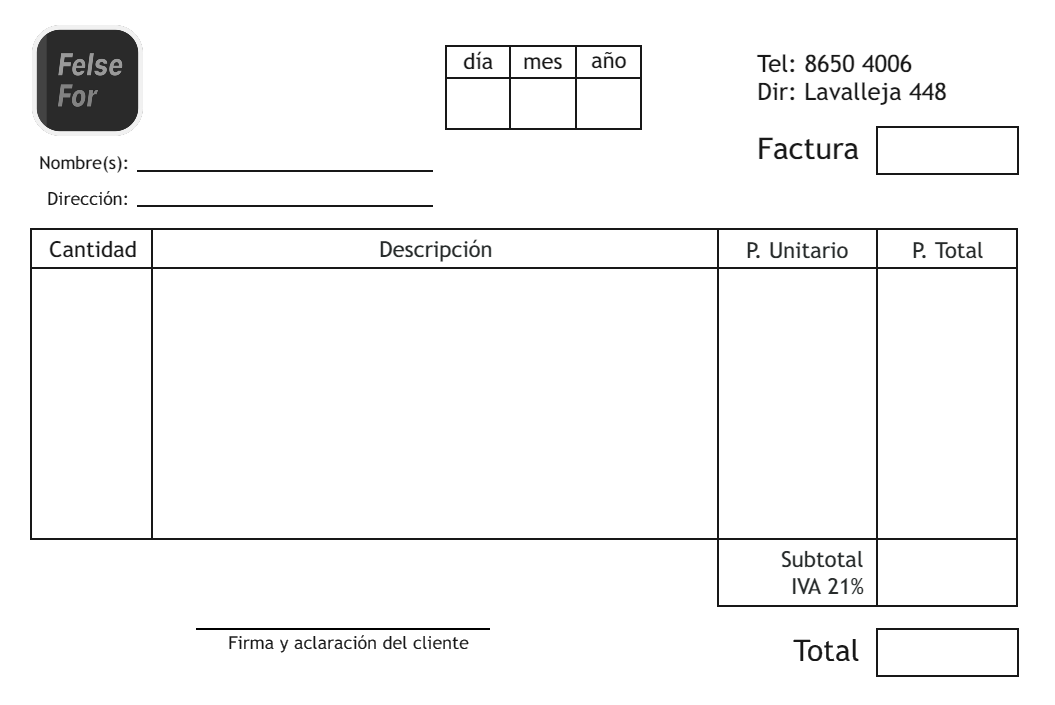 Felse
For
día mes año
Tel: 8650 4006
Dir: Lavalleja 448
Factura
Nombre(s):
Dirección:
Cantidad Descripción P. Unitario P. Total
Subtotal
IVA 21%
Firma y aclaración del cliente
Total